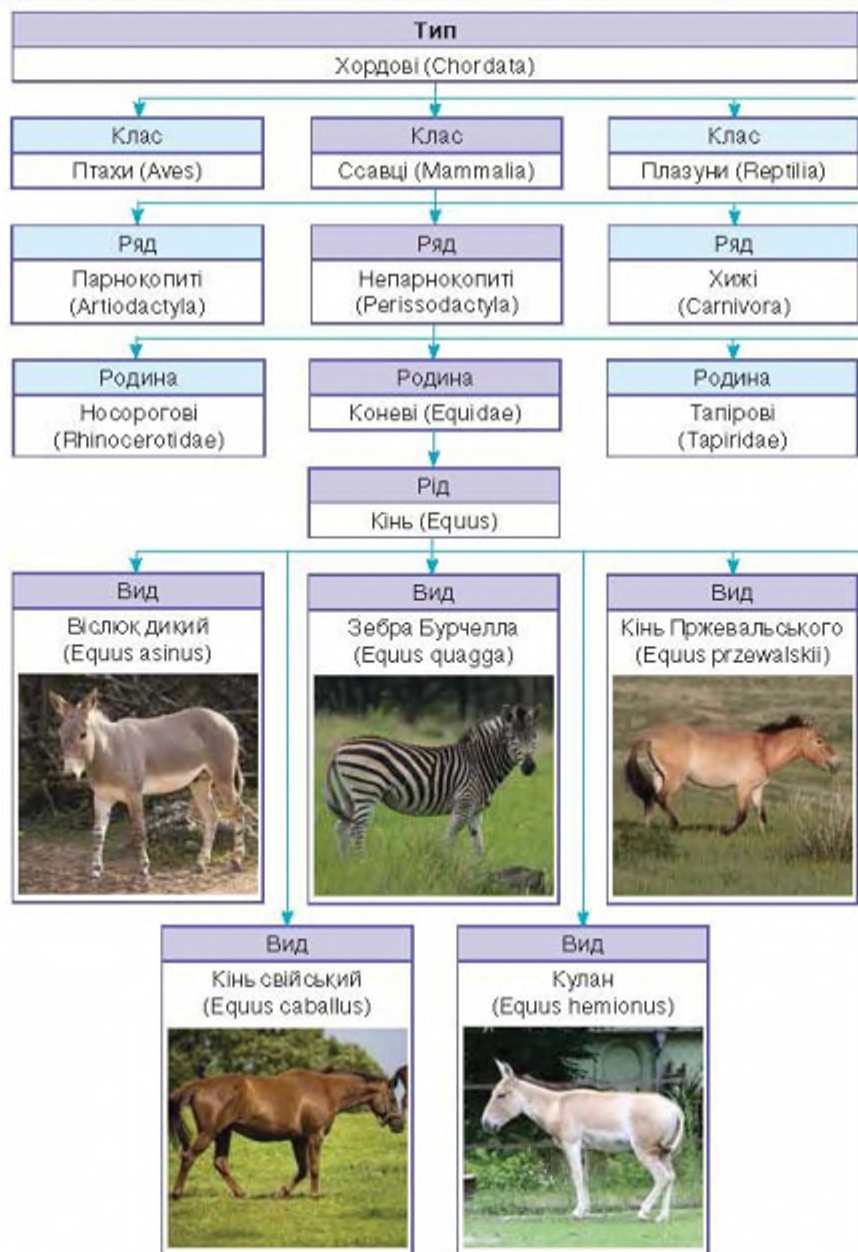 Тип
Хордові (Chordata)
Клас
Птахи (Aves)
Клас
Ссавці (Mammalia)
Клас
Плазуни (Reptilia)
Ряд
Парнокопиті
(Artiodactyla)
Ряд
Непарнокопиті
(Perissodactyla)
Ряд
Хижі
(Carnivora)
Родина
Носорогові
(Rhinocerotidae)
Родина
Коневі (Equidae)
Родина
Тапірові
(Tapiridae)
Рід
Кінь (Equus)
Вид
Віслюк дикий
(Equus asinus)
Вид
Зебра Бурчелла
(Equus quagga)
Вид
Кінь Пржевальського
(Equus przewalskii)
Вид
Кінь свійський
(Equus caballus)
Вид
Кулан
(Equus hemionus)